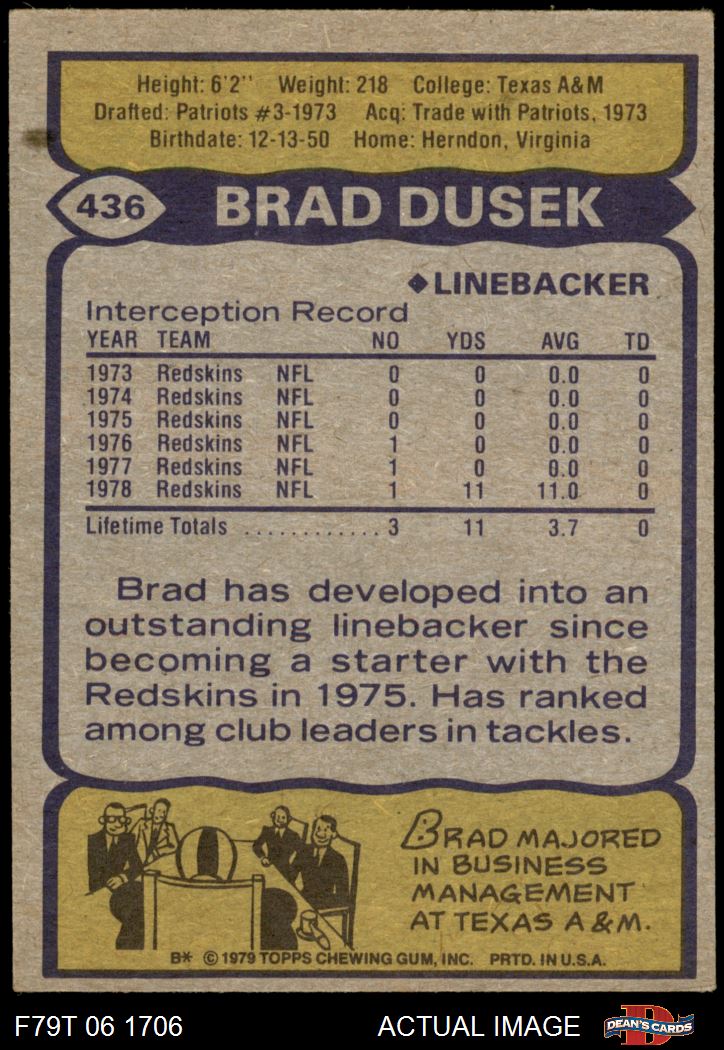 Height: 6'2" Weight: 218 College: Texas A&M
Drafted: Patriots #3-1973 Acq: Trade with Patriots, 1973
Birthdate: 12-13-50 Home: Herndon, Virginia
436 BRAD DUSEK
◆LINEBACKER
Interception Record
YEAR TEAM NO YDS AVG TD
1973 Redskins NFL 0 0 0.0 0
1974 Redskins NFL 0 0 0.0 0
1975 Redskins NFL 0 0 0.0 0
1976 Redskins NFL 1 0 0.0 0
1977 Redskins NFL 1 0 0.0 0
1978 Redskins NFL 1 11 11.0 0
Lifetime Totals ............ 3 11 3.7 0
Brad has developed into an
outstanding linebacker since
becoming a starter with the
Redskins in 1975. Has ranked
among club leaders in tackles.
BRAD MAJORED
IN BUSINESS
MANAGEMENT
AT TEXAS A&M.
B* © 1979 TOPPS CHEWING GUM, INC. PRTD. IN U.S.A.
F79T 06 1706 ACTUAL IMAGE D DEAN'S CARDS